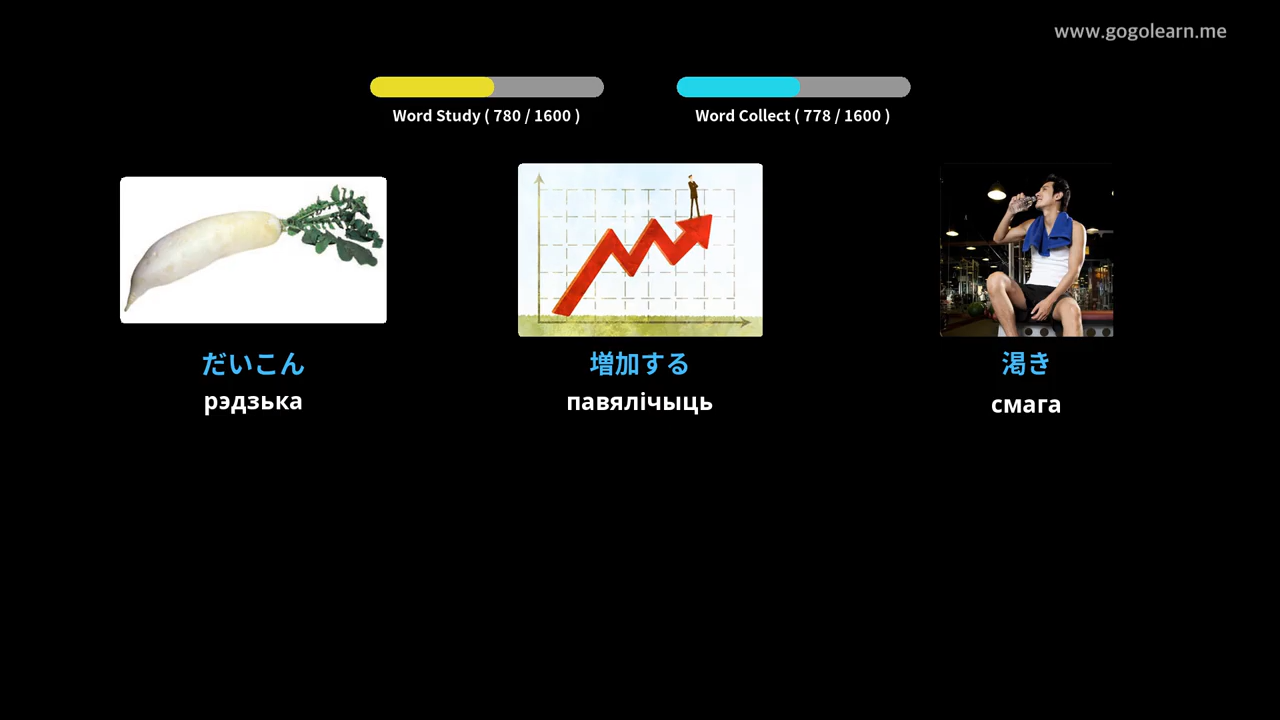 www.gogolearn.me
Word Study ( 780 / 1600 )
Word Collect ( 778 / 1600 )
だいこん
рэдзька
増加する
павялічыць
渇き
смага